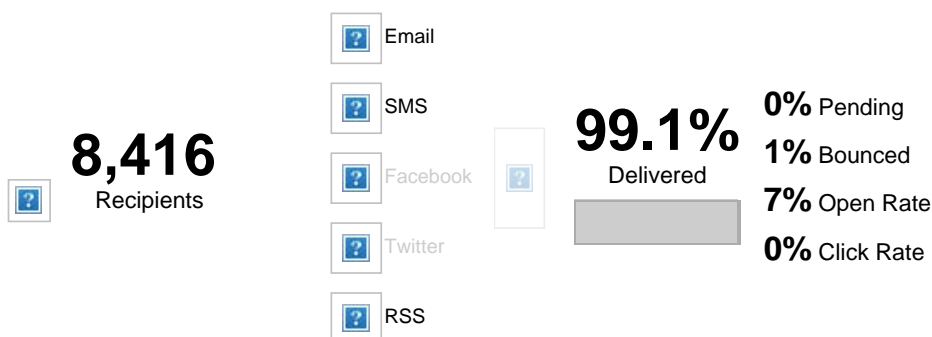 8,416
Recipients
Email
SMS
Facebook
Twitter
RSS
99.1%
Delivered
0% Pending
1% Bounced
7% Open Rate
0% Click Rate